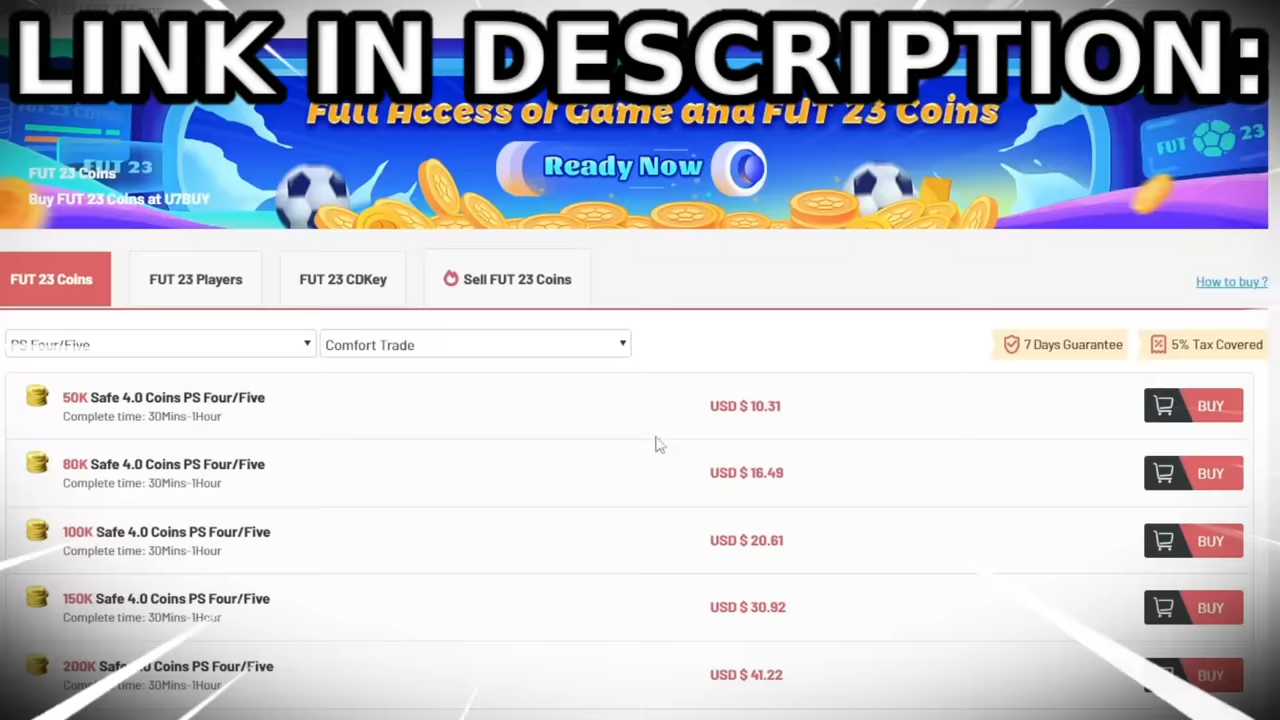 LINK IN DESCRIPTION:
Full Access of Game and FUT 23 Coins
FUT 23
FUT 23
Ready Now
FUT 23 Coins
Buy FUT 23 Coins at U7BUY
FUT 23 Coins
FUT 23 Players
FUT 23 CDKey
Sell FUT 23 Coins
How to buy ?
PS Four/Five
Comfort Trade
7 Days Guarantee
5% Tax Covered
50K Safe 4.0 Coins PS Four/Five
Complete time: 30Mins-1Hour
USD $ 10.31
BUY
80K Safe 4.0 Coins PS Four/Five
Complete time: 30Mins-1Hour
USD $ 16.49
BUY
100K Safe 4.0 Coins PS Four/Five
Complete time: 30Mins-1Hour
USD $ 20.61
BUY
150K Safe 4.0 Coins PS Four/Five
Complete time: 30Mins-1Hour
USD $ 30.92
BUY
200K Safe 4.0 Coins PS Four/Five
Complete time: 30Mins-1Hour
USD $ 41.22
BUY